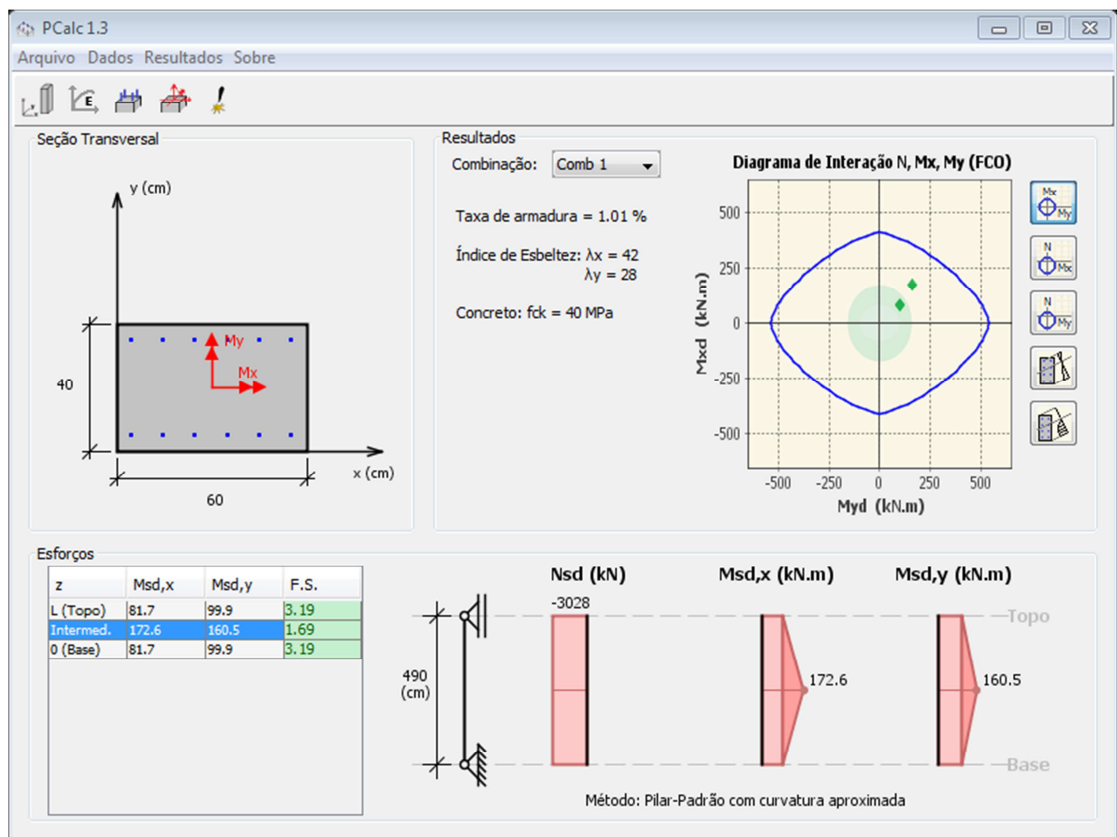 PCalc 1.3
Arquivo Dados Resultados Sobre
E
Seção Transversal
y (cm)
My
Mx
40
x (cm)
60
Resultados
Combinação: Comb 1
Taxa de armadura = 1.01 %
Índice de Esbeltez: λx = 42
λy = 28
Concreto: fck = 40 MPa
Diagrama de Interação N, Mx, My (FCO)
500
250
0
-250
-500
Mxd (kN.m)
-500 -250 0 250 500
Myd (kN.m)
Mx
My
N
Mx
N
My
Esforços
z Msd,x Msd,y F.S.
L (Topo) 81.7 99.9 3.19
Intermed. 172.6 160.5 1.69
0 (Base) 81.7 99.9 3.19
Nsd (kN) Msd,x (kN.m) Msd,y (kN.m)
-3028
Topo
490
(cm)
172.6
160.5
Base
Método: Pilar-Padrão com curvatura aproximada